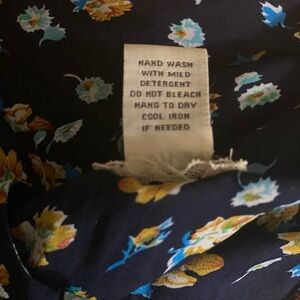 HAND WASH
WITH MILD
DETERGENT
DO NOT BLEACH
HANG TO DRY
COOL IRON
IF NEEDED